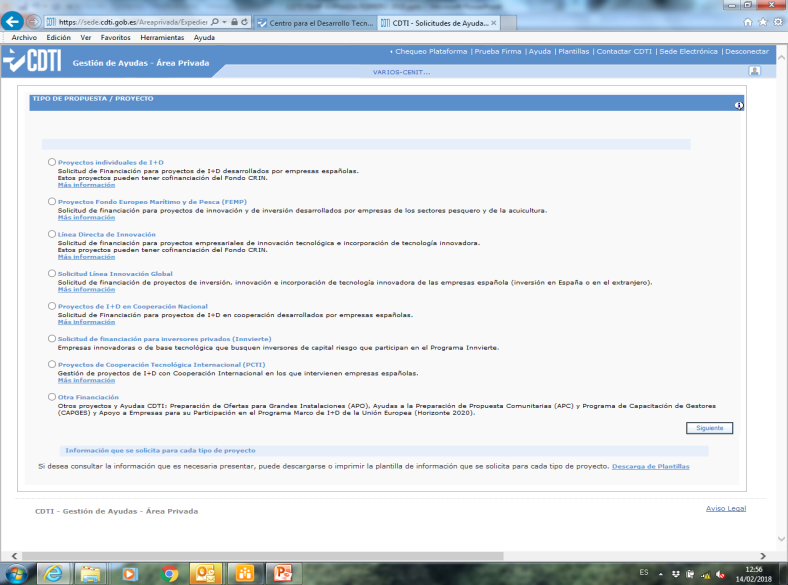 https://sede.cdti.gob.es/Areaprivada/Expedier
Centro para el Desarrollo Tecn...
CDTI - Solicitudes de Ayuda...
Archivo Edición Ver Favoritos Herramientas Ayuda
CDTI
Gestión de Ayudas - Área Privada
Chequeo Plataforma | Prueba Firma | Ayuda | Plantillas | Contactar CDTI | Sede Electrónica | Desconectar
VARIOS-CENIT...
TIPO DE PROPUESTA / PROYECTO
Proyectos individuales de I+D
Solicitud de Financiación para proyectos de I+D desarrollados por empresas españolas.
Estos proyectos pueden tener cofinanciación del Fondo CRIN.
Más información
Proyectos Fondo Europeo Marítimo y de Pesca (FEMP)
Solicitud de financiación para proyectos de innovación y de inversión desarrollados por empresas de los sectores pesquero y de la acuicultura.
Más información
Línea Directa de Innovación
Solicitud de financiación para proyectos empresariales de innovación tecnológica e incorporación de tecnología innovadora.
Estos proyectos pueden tener cofinanciación del Fondo CRIN.
Más información
Solicitud Línea Innovación Global
Solicitud de financiación de proyectos de inversión, innovación e incorporación de tecnología innovadora de las empresas española (inversión en España o en el extranjero).
Más información
Proyectos de I+D en Cooperación Nacional
Solicitud de Financiación para proyectos de I+D en cooperación desarrollados por empresas españolas.
Más información
Solicitud de financiación para inversores privados (Innvierte)
Empresas innovadoras o de base tecnológica que busquen inversores de capital riesgo que participan en el Programa Innvierte.
Proyectos de Cooperación Tecnológica Internacional (PCTI)
Gestión de proyectos de I+D con Cooperación Internacional en los que intervienen empresas españolas.
Más información
Otra Financiación
Otros proyectos y Ayudas CDTI: Preparación de Ofertas para Grandes Instalaciones (APO), Ayudas a la Preparación de Propuesta Comunitarias (APC) y Programa de Capacitación de Gestores
(CAPGES) y Apoyo a Empresas para su Participación en el Programa Marco de I+D de la Unión Europea (Horizonte 2020).
Siguiente
Información que se solicita para cada tipo de proyecto
Si desea consultar la información que es necesaria presentar, puede descargarse o imprimir la plantilla de información que se solicita para cada tipo de proyecto. Descarga de Plantillas
CDTI - Gestión de Ayudas - Área Privada
Aviso Legal
ES
12:56
14/02/2018